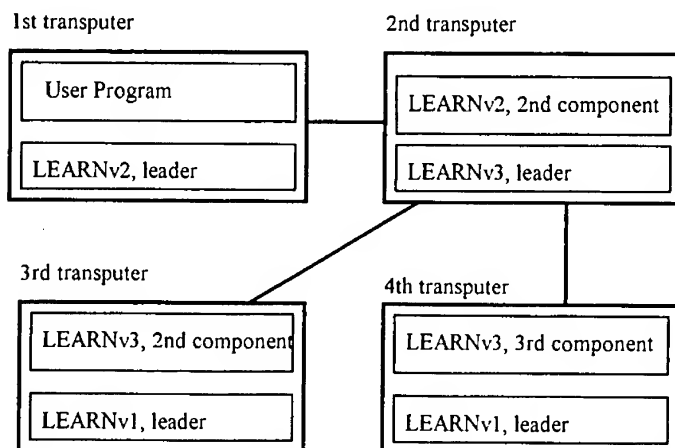 1st transputer
2nd transputer
User Program
LEARNv2, leader
LEARNv2, 2nd component
LEARNv3, leader
3rd transputer
4th transputer
LEARNv3, 2nd component
LEARNv1, leader
LEARNv3, 3rd component
LEARNv1, leader